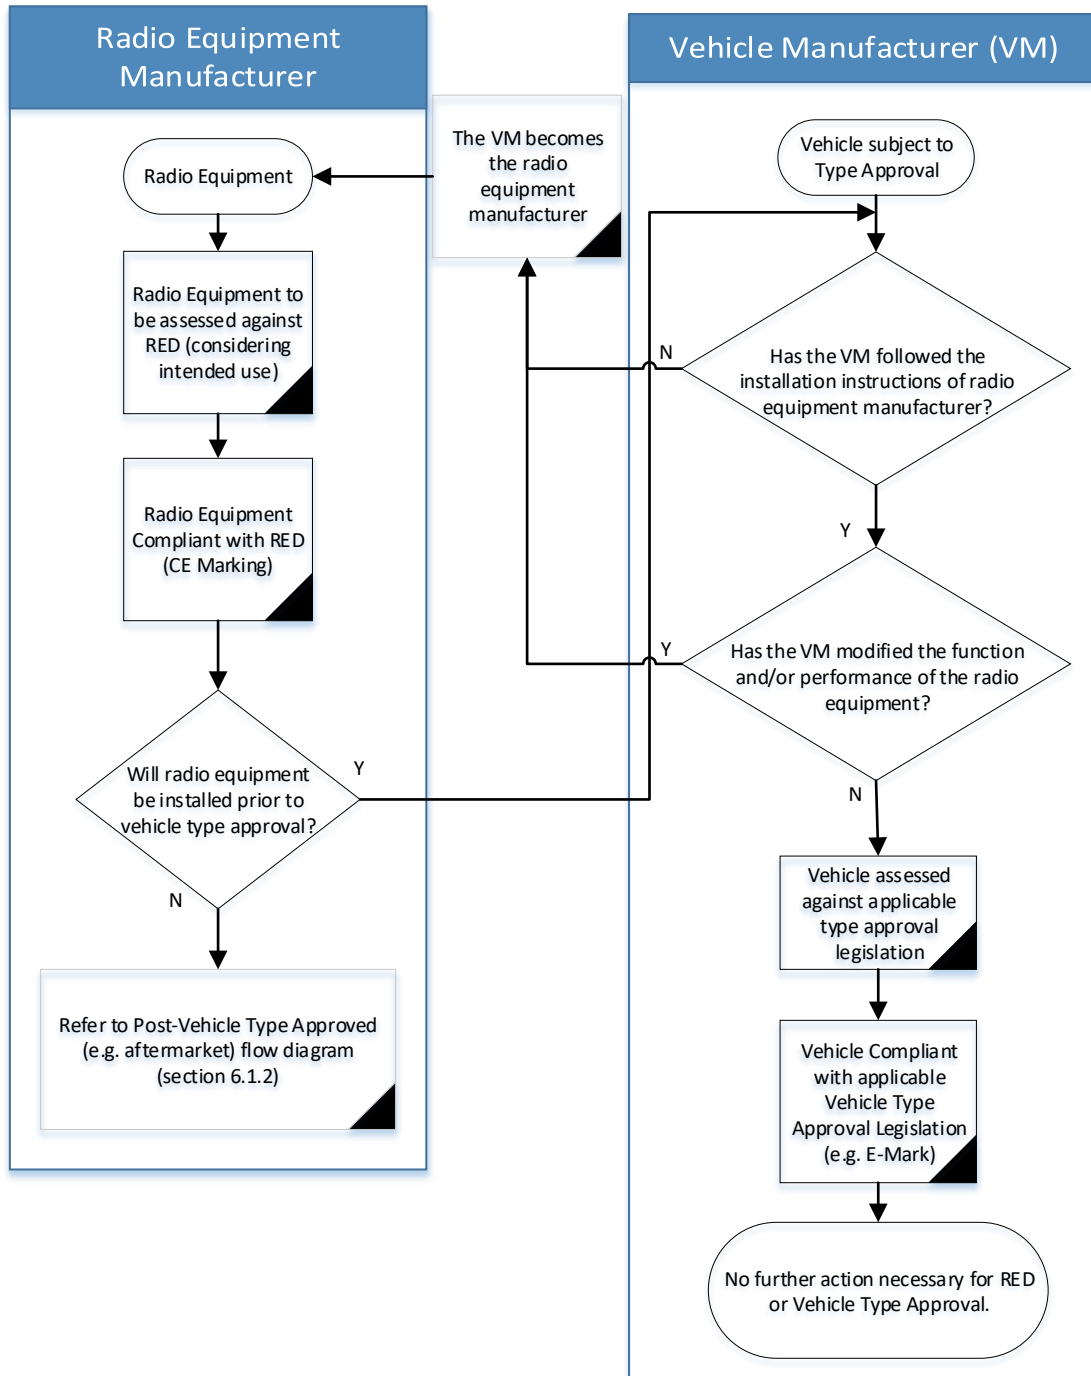 Radio Equipment
Manufacturer
Radio Equipment
Radio Equipment to
be assessed against
RED (considering
intended use)
Radio Equipment
Compliant with RED
(CE Marking)
Will radio equipment
be installed prior to
vehicle type approval?
Y
N
Refer to Post-Vehicle Type Approved
(e.g. aftermarket) flow diagram
(section 6.1.2)
The VM becomes
the radio
equipment
manufacturer
Vehicle Manufacturer (VM)
Vehicle subject to
Type Approval
N
Has the VM followed the
installation instructions of radio
equipment manufacturer?
Y
Y
Has the VM modified the function
and/or performance of the radio
equipment?
N
Vehicle assessed
against applicable
type approval
legislation
Vehicle Compliant
with applicable
Vehicle Type
Approval Legislation
(e.g. E-Mark)
No further action necessary for RED
or Vehicle Type Approval.